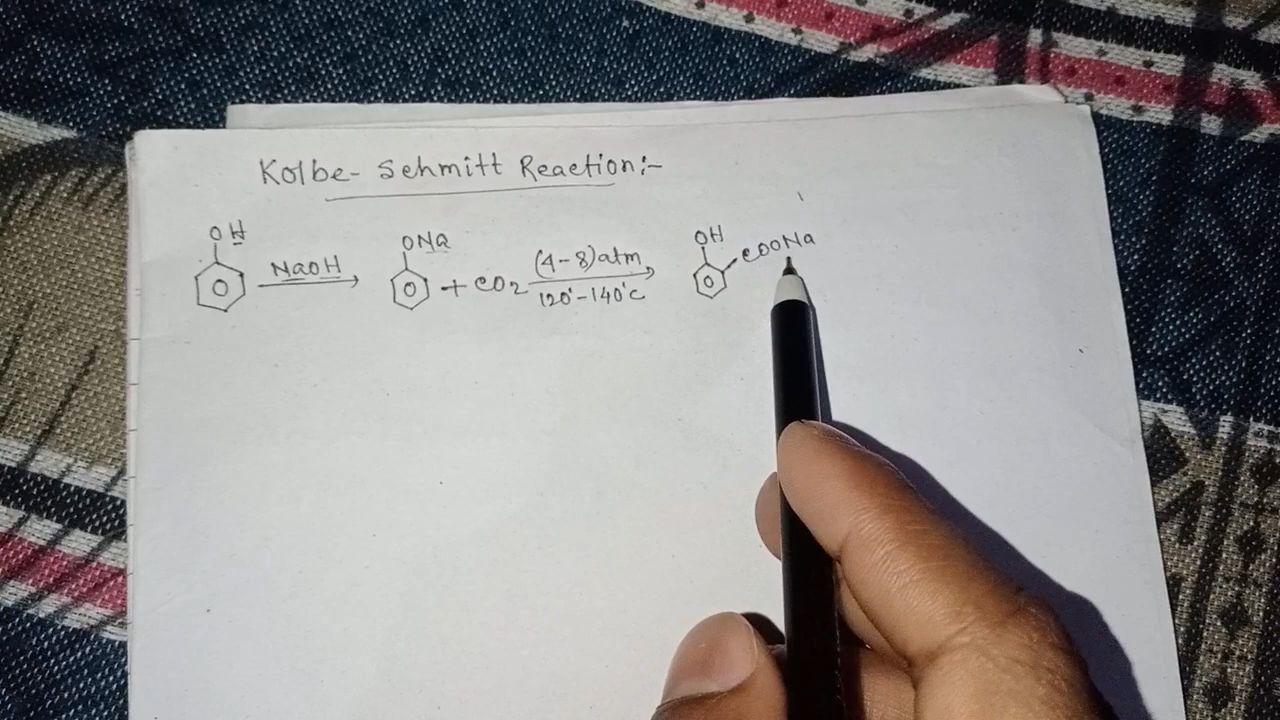 Kolbe- Schmitt Reaction:-
OH NaOH ONa + CO2 (4-8)atm 120°-140°c OH COONa